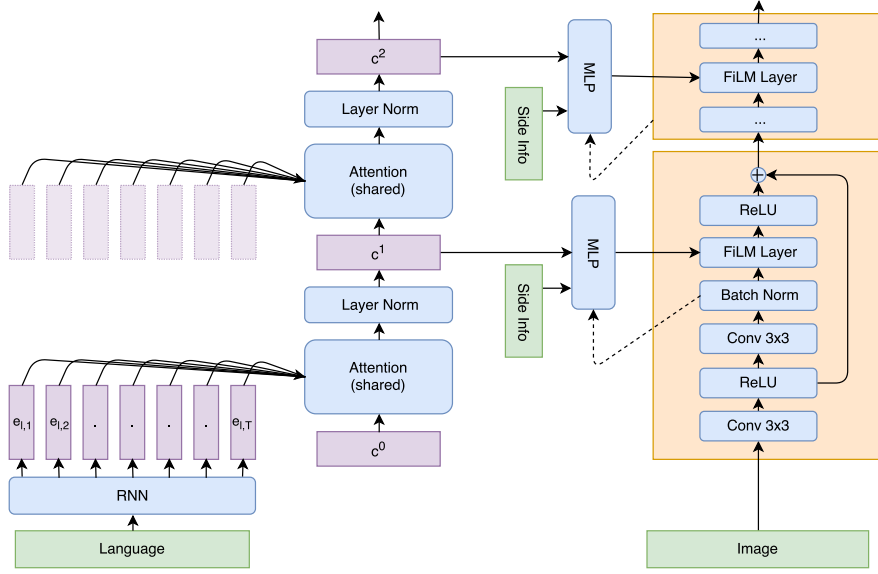 c²
Layer Norm
Attention
(shared)
c¹
Layer Norm
Attention
(shared)
c⁰
e_{l,1}
e_{l,2}
.
.
.
.
e_{l,T}
RNN
Language
MLP
Side Info
MLP
Side Info
...
FiLM Layer
...
+
ReLU
FiLM Layer
Batch Norm
Conv 3x3
ReLU
Conv 3x3
Image